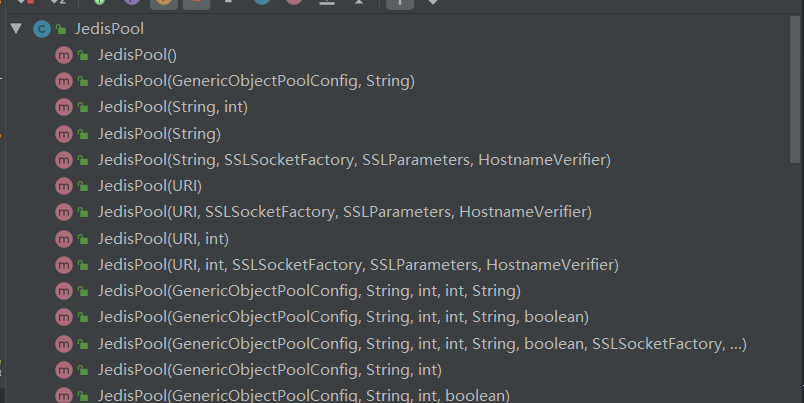 JedisPool
JedisPool()
JedisPool(GenericObjectPoolConfig, String)
JedisPool(String, int)
JedisPool(String)
JedisPool(String, SSLSocketFactory, SSLParameters, HostnameVerifier)
JedisPool(URI)
JedisPool(URI, SSLSocketFactory, SSLParameters, HostnameVerifier)
JedisPool(URI, int)
JedisPool(URI, int, SSLSocketFactory, SSLParameters, HostnameVerifier)
JedisPool(GenericObjectPoolConfig, String, int, int, String)
JedisPool(GenericObjectPoolConfig, String, int, int, String, boolean)
JedisPool(GenericObjectPoolConfig, String, int, int, String, boolean, SSLSocketFactory, ...)
JedisPool(GenericObjectPoolConfig, String, int)
JedisPool(GenericObjectPoolConfig, String, int, boolean)